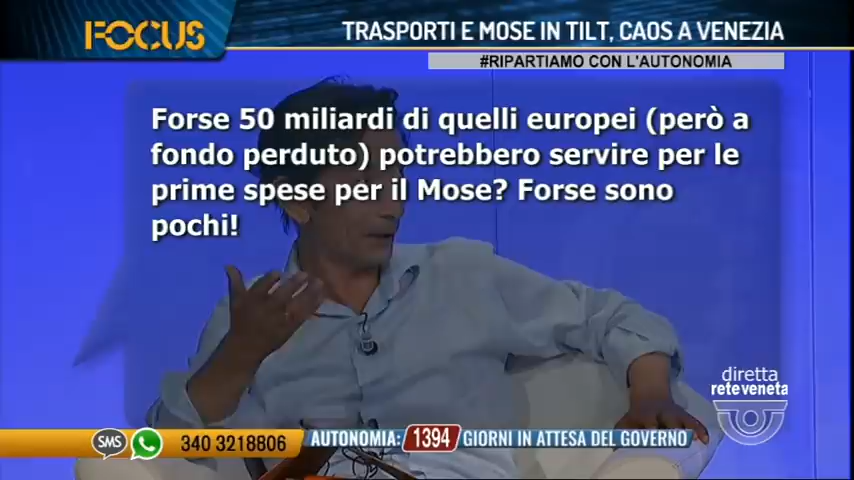 FOCUS
TRASPORTI E MOSE IN TILT, CAOS A VENEZIA
#RIPARTIAMO CON L'AUTONOMIA
Forse 50 miliardi di quelli europei (però a
fondo perduto) potrebbero servire per le
prime spese per il Mose? Forse sono
pochi!
diretta
reteveneta
SMS 340 3218806 AUTONOMIA: 1394 GIORNI IN ATTESA DEL GOVERNO